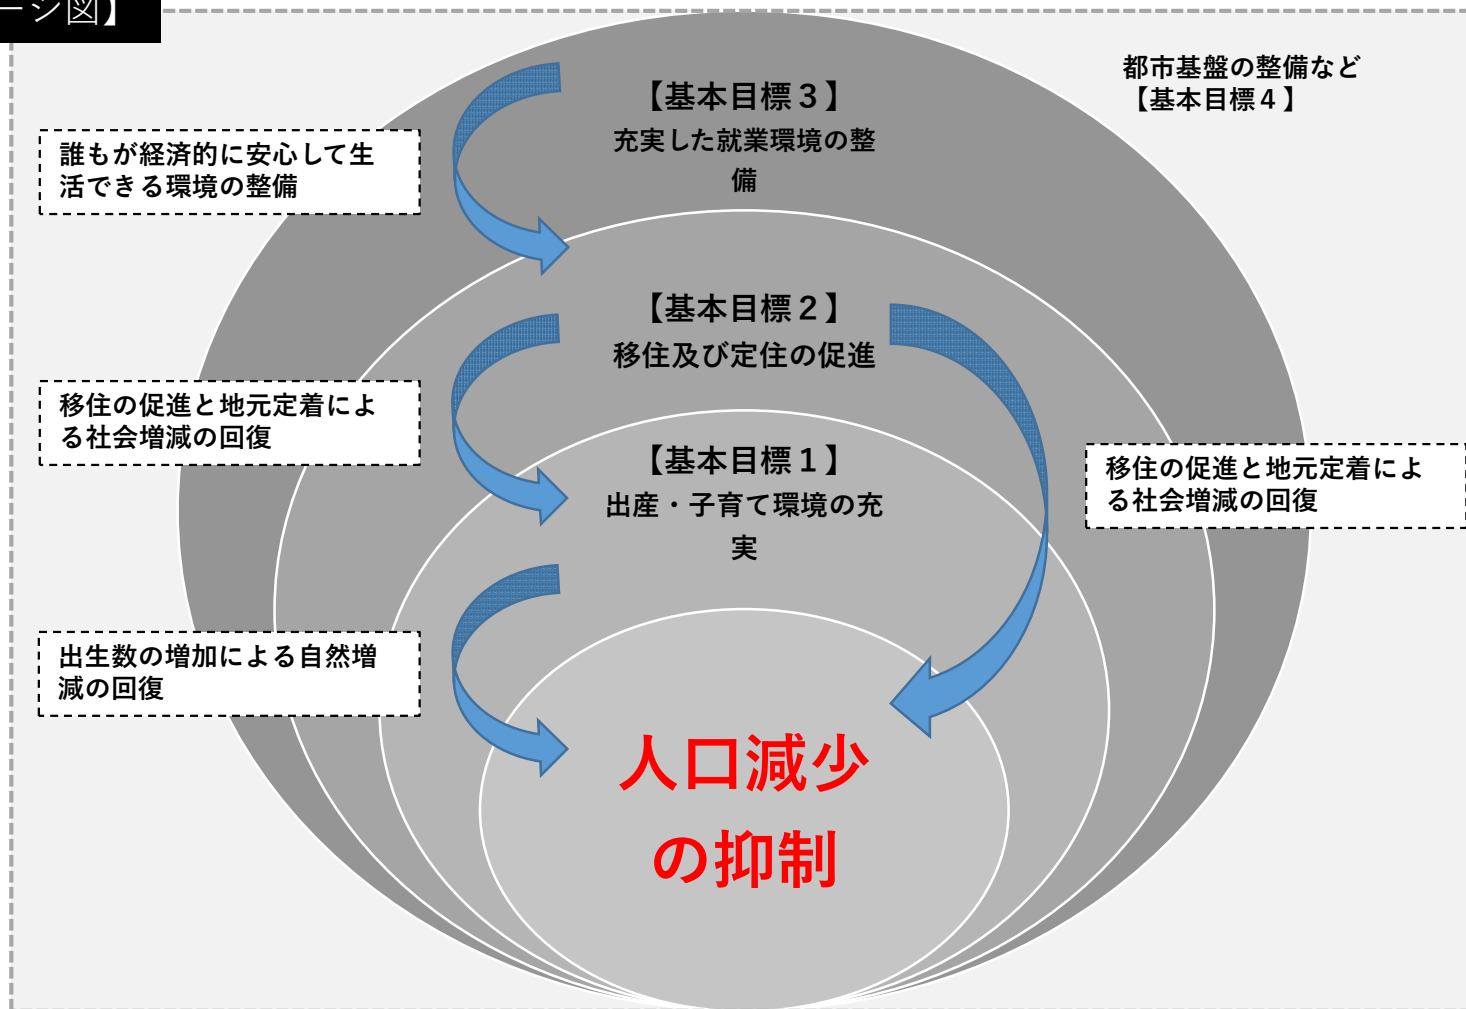 ージ図】
都市基盤の整備など
【基本目標４】
【基本目標３】
充実した就業環境の整
備
誰もが経済的に安心して生
活できる環境の整備
【基本目標２】
移住及び定住の促進
移住の促進と地元定着によ
る社会増減の回復
【基本目標１】
出産・子育て環境の充
実
移住の促進と地元定着によ
る社会増減の回復
出生数の増加による自然増
減の回復
人口減少
の抑制